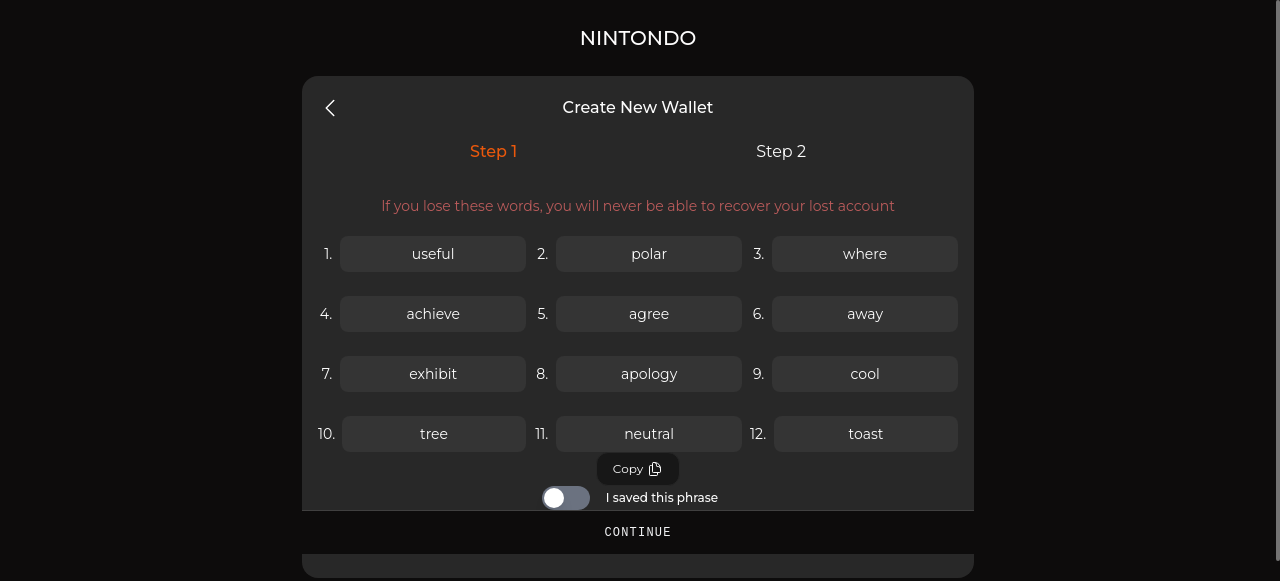 NINTONDO
Create New Wallet
Step 1 Step 2
If you lose these words, you will never be able to recover your lost account
1. useful 2. polar 3. where
4. achieve 5. agree 6. away
7. exhibit 8. apology 9. cool
10. tree 11. neutral 12. toast
Copy
I saved this phrase
CONTINUE